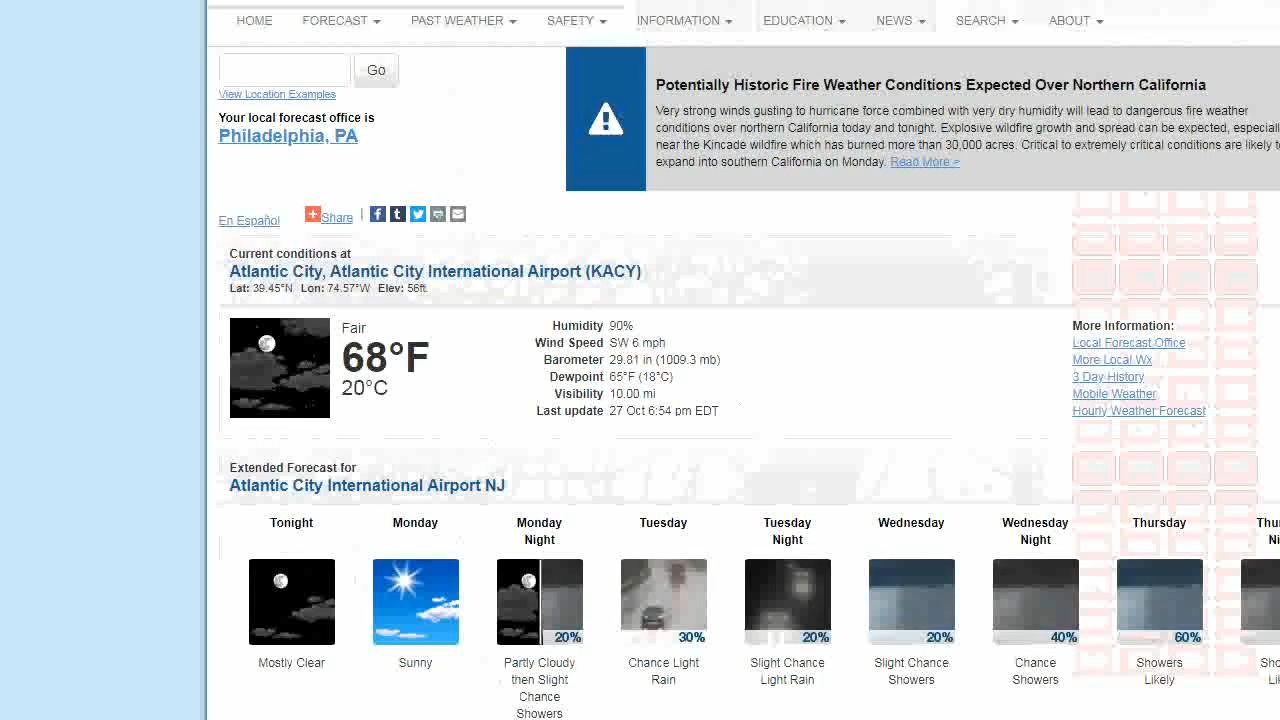 HOME FORECAST PAST WEATHER SAFETY INFORMATION EDUCATION NEWS SEARCH ABOUT
Go
View Location Examples
Your local forecast office is
Philadelphia, PA
Potentially Historic Fire Weather Conditions Expected Over Northern California
Very strong winds gusting to hurricane force combined with very dry humidity will lead to dangerous fire weather
conditions over northern California today and tonight. Explosive wildfire growth and spread can be expected, especiall
near the Kincade wildfire which has burned more than 30,000 acres. Critical to extremely critical conditions are likely t
expand into southern California on Monday. Read More >
En Español Share
Current conditions at
Atlantic City, Atlantic City International Airport (KACY)
Lat: 39.45°N Lon: 74.57°W Elev: 56ft.
Fair
68°F
20°C
Humidity 90%
Wind Speed SW 6 mph
Barometer 29.81 in (1009.3 mb)
Dewpoint 65°F (18°C)
Visibility 10.00 mi
Last update 27 Oct 6:54 pm EDT
More Information:
Local Forecast Office
More Local Wx
3 Day History
Mobile Weather
Hourly Weather Forecast
Extended Forecast for
Atlantic City International Airport NJ
Tonight
Mostly Clear
Monday
Sunny
Monday
Night
20%
Partly Cloudy
then Slight
Chance
Showers
Tuesday
30%
Chance Light
Rain
Tuesday
Night
20%
Slight Chance
Light Rain
Wednesday
20%
Slight Chance
Showers
Wednesday
Night
40%
Chance
Showers
Thursday
60%
Showers
Likely
Thu
Ni
Sho
Lik